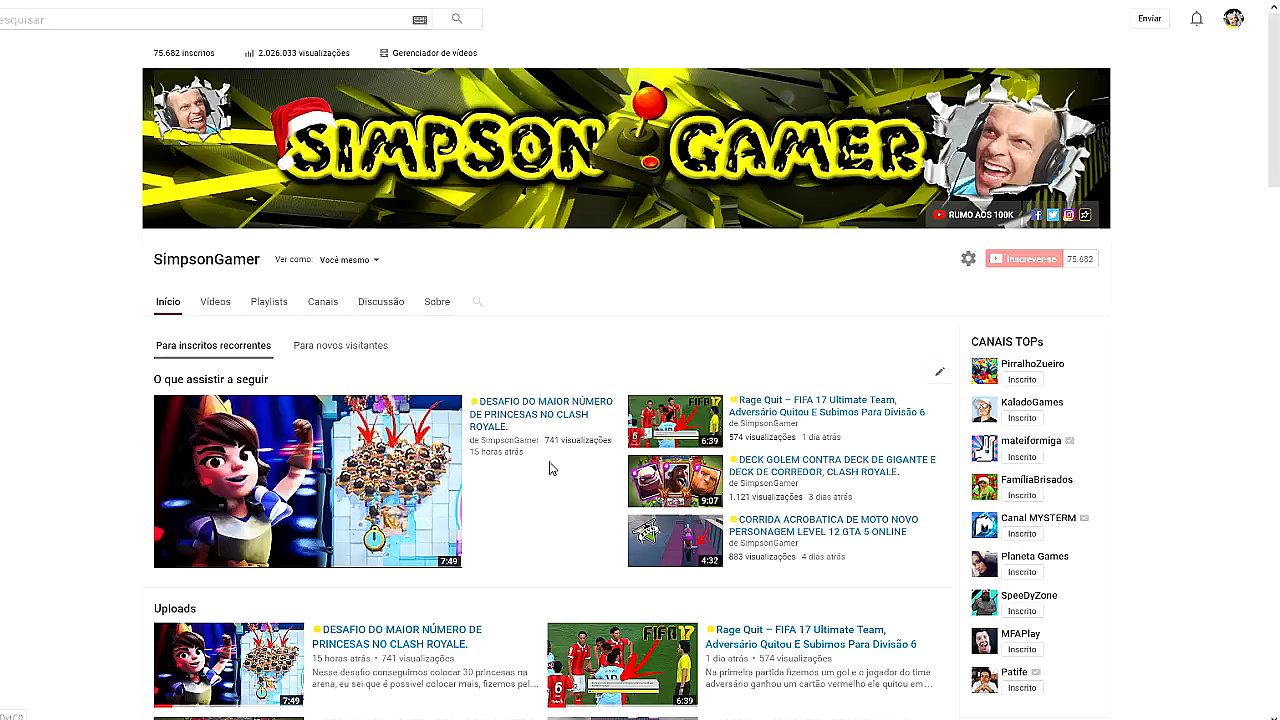 esquisar
Enviar
75.682 inscritos
2.026.033 visualizações
Gerenciador de vídeos
SIMPSON GAMER
RUMO AOS 100K
SimpsonGamer
Ver como: Você mesmo
Inscrever-se 75.682
Início Vídeos Playlists Canais Discussão Sobre
Para inscritos recorrentes Para novos visitantes
O que assistir a seguir
7:49
DESAFIO DO MAIOR NÚMERO
DE PRINCESAS NO CLASH
ROYALE.
de SimpsonGamer 741 visualizações
15 horas atrás
FIFA 17
6:39
Rage Quit – FIFA 17 Ultimate Team,
Adversário Quitou E Subimos Para Divisão 6
de SimpsonGamer
574 visualizações 1 dia atrás
9:07
DECK GOLEM CONTRA DECK DE GIGANTE E
DECK DE CORREDOR, CLASH ROYALE.
de SimpsonGamer
1.121 visualizações 3 dias atrás
4:32
CORRIDA ACROBATICA DE MOTO NOVO
PERSONAGEM LEVEL 12 GTA 5 ONLINE
de SimpsonGamer
883 visualizações 4 dias atrás
Uploads
7:49
DESAFIO DO MAIOR NÚMERO DE
PRINCESAS NO CLASH ROYALE.
15 horas atrás • 741 visualizações
Nesse desafio conseguimos colocar 30 princesas na
arena, eu sei que é possivel colocar mais, fizemos pel...
FIFA 17
6
6:39
Rage Quit – FIFA 17 Ultimate Team,
Adversário Quitou E Subimos Para Divisão 6
1 dia atrás • 574 visualizações
Na primeira partida fizemos um gol e o jogador do time
adversário ganhou um cartão vermelho ele quitou em...
CANAIS TOPs
PirralhoZueiro
Inscrito
KaladoGames
Inscrito
mateiformiga
Inscrito
FamíliaBrisados
Inscrito
Canal MYSTERM
Inscrito
Planeta Games
Inscrito
SpeeDyZone
Inscrito
MFAPlay
Inscrito
Patife
Inscrito